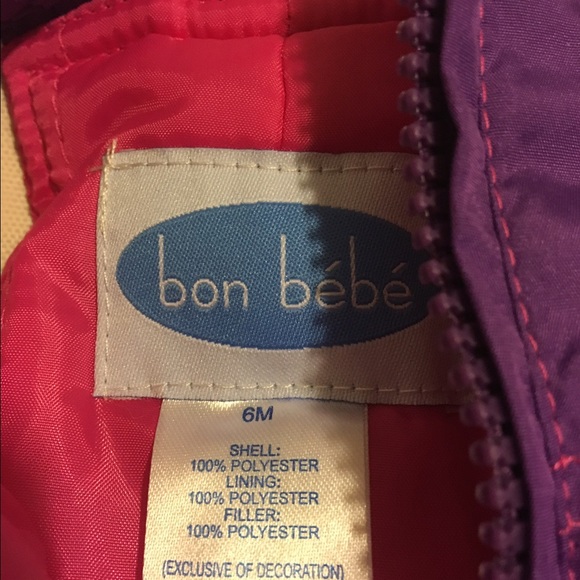 bon bébé
6M
SHELL:
100% POLYESTER
LINING:
100% POLYESTER
FILLER:
100% POLYESTER
(EXCLUSIVE OF DECORATION)